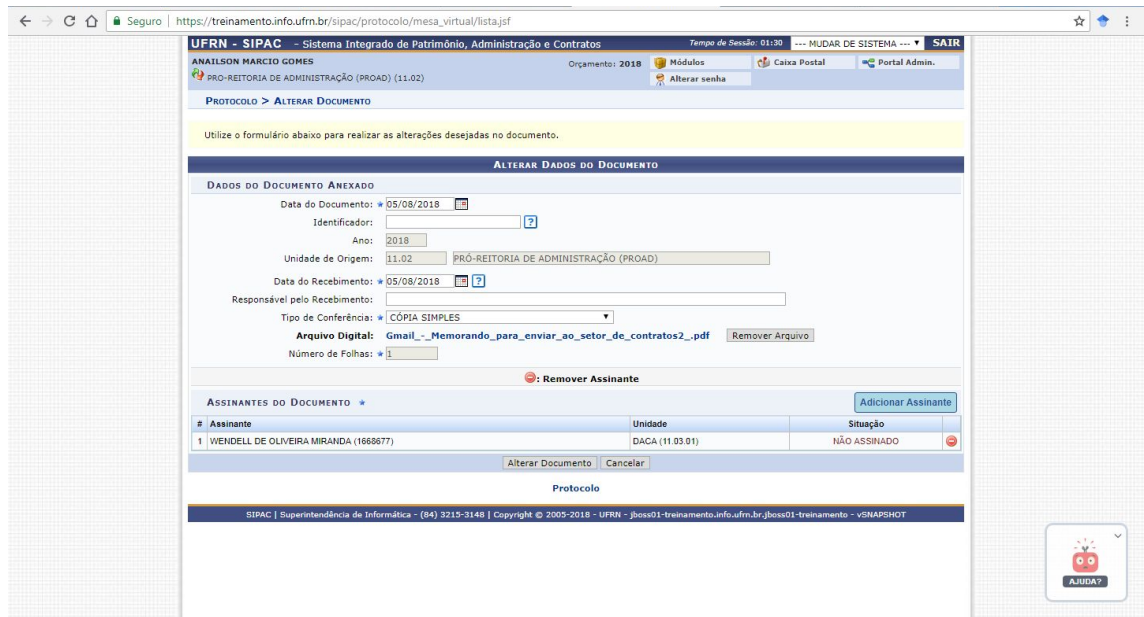 Seguro | https://treinamento.info.ufrn.br/sipac/protocolo/mesa_virtual/lista.jsf
UFRN - SIPAC - Sistema Integrado de Patrimônio, Administração e Contratos Tempo de Sessão: 01:30 --- MUDAR DE SISTEMA --- SAIR
ANAILSON MARCIO GOMES Orçamento: 2018 Módulos Caixa Postal Portal Admin.
PRO-REITORIA DE ADMINISTRAÇÃO (PROAD) (11.02) Alterar senha
PROTOCOLO > ALTERAR DOCUMENTO
Utilize o formulário abaixo para realizar as alterações desejadas no documento.
ALTERAR DADOS DO DOCUMENTO
DADOS DO DOCUMENTO ANEXADO
Data do Documento: 05/08/2018
Identificador: ?
Ano: 2018
Unidade de Origem: 11.02 PRÓ-REITORIA DE ADMINISTRAÇÃO (PROAD)
Data do Recebimento: 05/08/2018 ?
Responsável pelo Recebimento:
Tipo de Conferência: CÓPIA SIMPLES
Arquivo Digital: Gmail_-_Memorando_para_enviar_ao_setor_de_contratos2_.pdf Remover Arquivo
Número de Folhas: 1
: Remover Assinante
ASSINANTES DO DOCUMENTO Adicionar Assinante
# Assinante Unidade Situação
1 WENDELL DE OLIVEIRA MIRANDA (1668677) DACA (11.03.01) NÃO ASSINADO
Alterar Documento Cancelar
Protocolo
SIPAC | Superintendência de Informática - (84) 3215-3148 | Copyright © 2005-2018 - UFRN - jboss01-treinamento.info.ufrn.br.jboss01-treinamento - vSNAPSHOT
AJUDA?